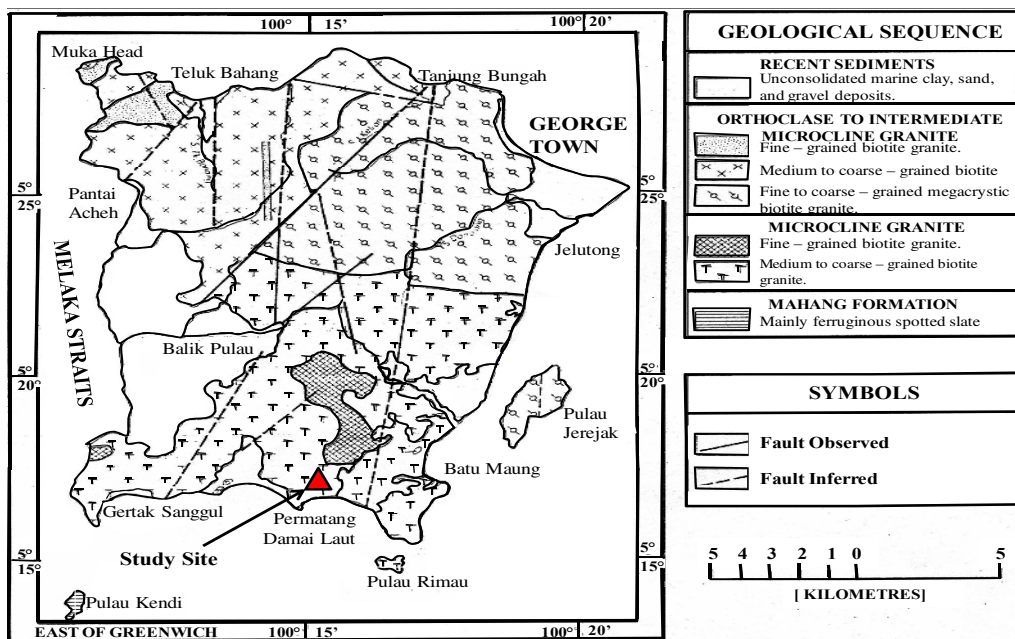 100° 15'
100° 20'
Muka Head
Teluk Bahang
Tanjung Bungah
GEORGE
TOWN
5°
25'
5°
25'
Pantai
Acheh
Jelutong
MELAKA STRAITS
Balik Pulau
20'
20'
Pulau
Jerejak
Batu Maung
Gertak Sanggul
Permatang
Damai Laut
Study Site
5°
15'
5°
15'
Pulau Rimau
Pulau Kendi
EAST OF GREENWICH
100° 15'
100° 20'
GEOLOGICAL SEQUENCE
RECENT SEDIMENTS
Unconsolidated marine clay, sand,
and gravel deposits.
ORTHOCLASE TO INTERMEDIATE
MICROCLINE GRANITE
Fine – grained biotite granite.
Medium to coarse – grained biotite
Fine to coarse – grained megacrystic
biotite granite.
MICROCLINE GRANITE
Fine – grained biotite granite.
Medium to coarse – grained biotite
granite.
MAHANG FORMATION
Mainly ferruginous spotted slate
SYMBOLS
Fault Observed
Fault Inferred
5 4 3 2 1 0 5
[ KILOMETRES ]